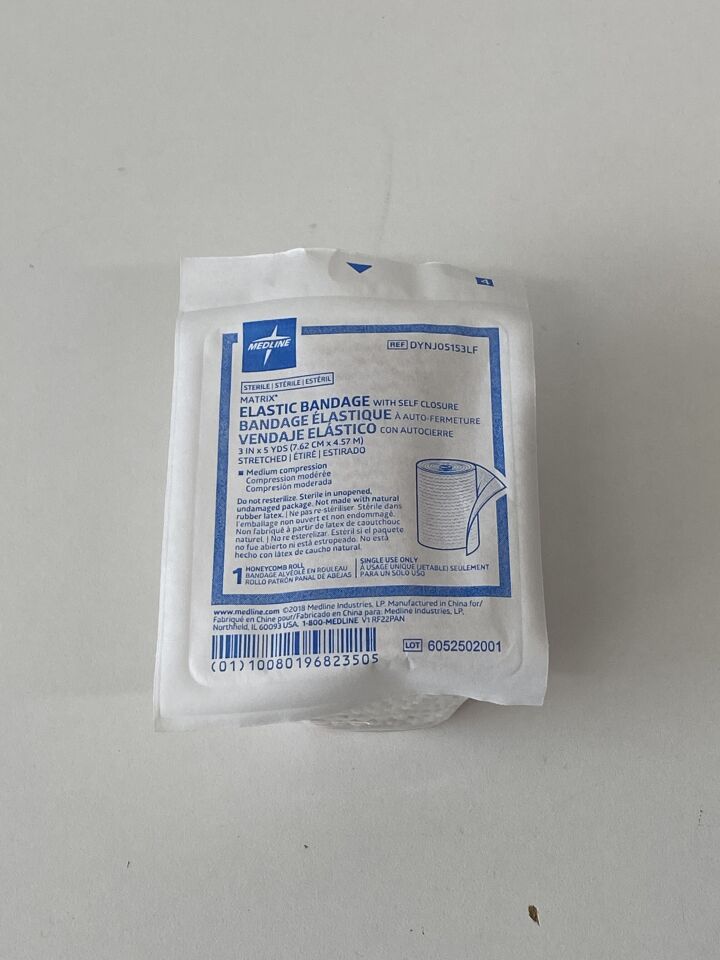 4
MEDLINE
REF DYNJ05153LF
STERILE | STÉRILE | ESTÉRIL
MATRIX®
ELASTIC BANDAGE WITH SELF CLOSURE
BANDAGE ÉLASTIQUE À AUTO-FERMETURE
VENDAJE ELÁSTICO CON AUTOCIERRE
3 IN x 5 YDS (7.62 CM x 4.57 M)
STRETCHED | ÉTIRÉ | ESTIRADO
■ Medium compression
Compression modérée
Compresión moderada
Do not resterilize. Sterile in unopened,
undamaged package. Not made with natural
rubber latex. | Ne pas re-stériliser. Stérile dans
l'emballage non ouvert et non endommagé.
Non fabriqué à partir de latex de caoutchouc
naturel. | No re esterelizar. Esteril si el paquete
no fue abierto ni está estropeado. No está
hecho con látex de caucho natural.
1 HONEYCOMB ROLL
BANDAGE ALVÉOLÉ EN ROULEAU
ROLLO PATRÓN PANAL DE ABEJAS
SINGLE USE ONLY
À USAGE UNIQUE (JETABLE) SEULEMENT
PARA UN SOLO USO
www.medline.com ©2018 Medline Industries, LP. Manufactured in China for/
Fabriqué en Chine pour/Fabricado en China para: Medline Industries, LP,
Northfield, IL 60093 USA. 1-800-MEDLINE V1 RF22PAN
(01)10080196823505
LOT 6052502001